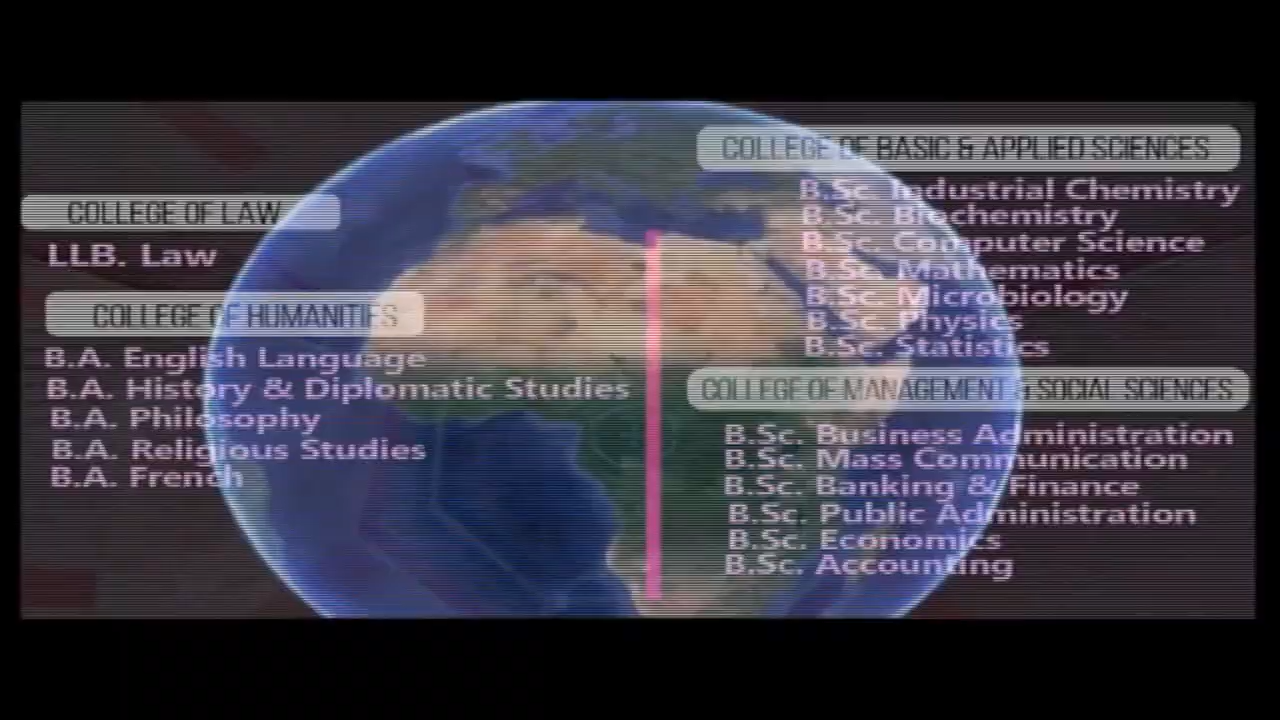 COLLEGE OF LAW
LLB. Law
COLLEGE OF HUMANITIES
B.A. English Language
B.A. History & Diplomatic Studies
B.A. Philosophy
B.A. Religious Studies
B.A. French
COLLEGE OF BASIC & APPLIED SCIENCES
B.Sc. Industrial Chemistry
B.Sc. Biochemistry
B.Sc. Computer Science
B.Sc. Mathematics
B.Sc. Microbiology
B.Sc. Physics
B.Sc. Statistics
COLLEGE OF MANAGEMENT & SOCIAL SCIENCES
B.Sc. Business Administration
B.Sc. Mass Communication
B.Sc. Banking & Finance
B.Sc. Public Administration
B.Sc. Economics
B.Sc. Accounting